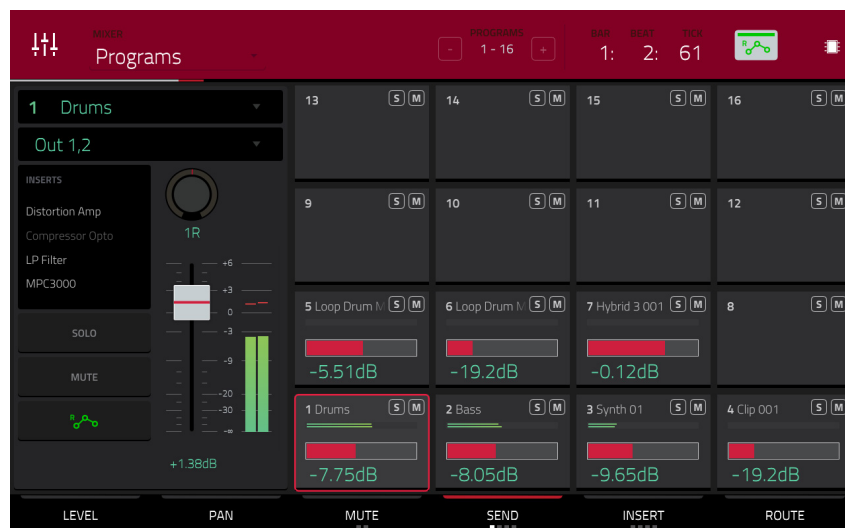 MIXER
Programs
PROGRAMS
- 1 - 16 +
BAR BEAT TICK
1: 2: 61
R
1 Drums
Out 1,2
INSERTS
Distortion Amp
Compressor Opto
LP Filter
MPC3000
1R
+6
+3
0
-3
-9
-20
-30
-∞
SOLO
MUTE
R
+1.38dB
13 S M
14 S M
15 S M
16 S M
9 S M
10 S M
11 S M
12 S M
5 Loop Drum M S M
-5.51dB
6 Loop Drum M S M
-19.2dB
7 Hybrid 3 001 S M
-0.12dB
8 S M
1 Drums S M
-7.75dB
2 Bass S M
-8.05dB
3 Synth 01 S M
-9.65dB
4 Clip 001 S M
-19.2dB
LEVEL PAN MUTE SEND INSERT ROUTE